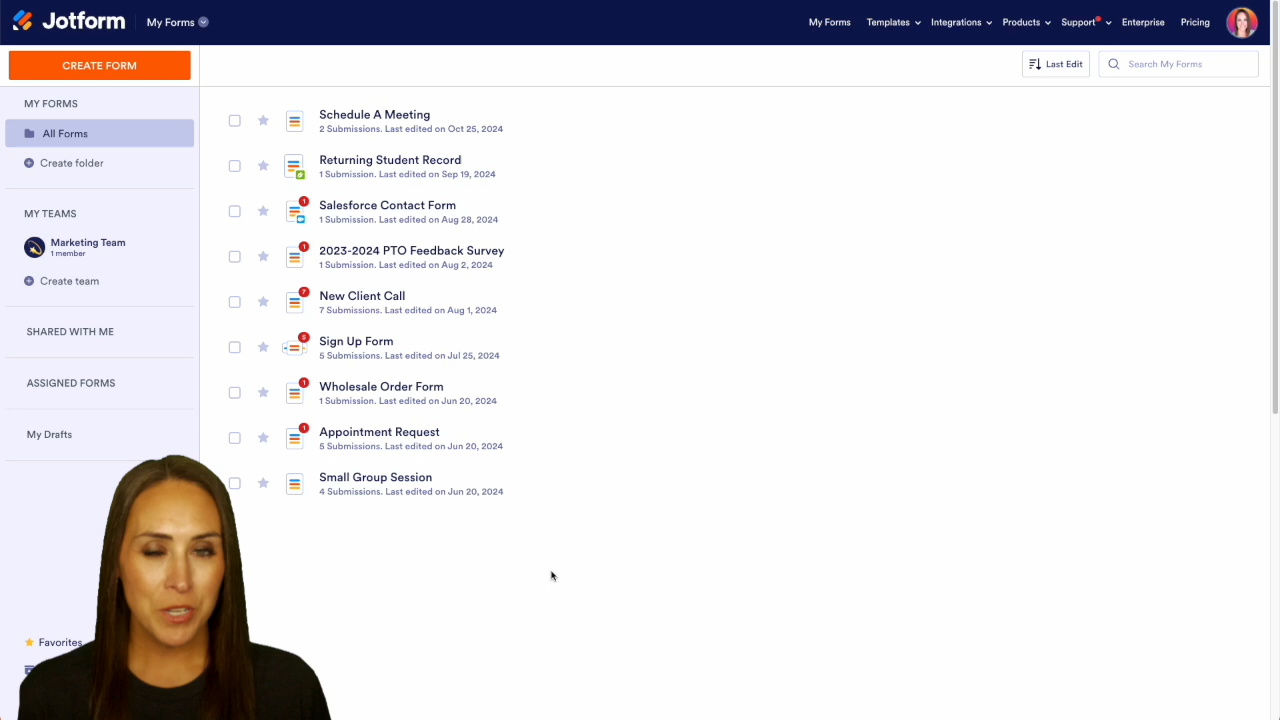 Jotform
My Forms
My Forms
Templates
Integrations
Products
Support
Enterprise
Pricing
CREATE FORM
Last Edit
Search My Forms
MY FORMS
All Forms
Create folder
MY TEAMS
Marketing Team
1 member
Create team
SHARED WITH ME
ASSIGNED FORMS
My Drafts
Favorites
Schedule A Meeting
2 Submissions. Last edited on Oct 25, 2024
Returning Student Record
1 Submission. Last edited on Sep 19, 2024
1
Salesforce Contact Form
1 Submission. Last edited on Aug 28, 2024
1
2023-2024 PTO Feedback Survey
1 Submission. Last edited on Aug 2, 2024
7
New Client Call
7 Submissions. Last edited on Aug 1, 2024
5
Sign Up Form
5 Submissions. Last edited on Jul 25, 2024
1
Wholesale Order Form
1 Submission. Last edited on Jun 20, 2024
1
Appointment Request
5 Submissions. Last edited on Jun 20, 2024
Small Group Session
4 Submissions. Last edited on Jun 20, 2024